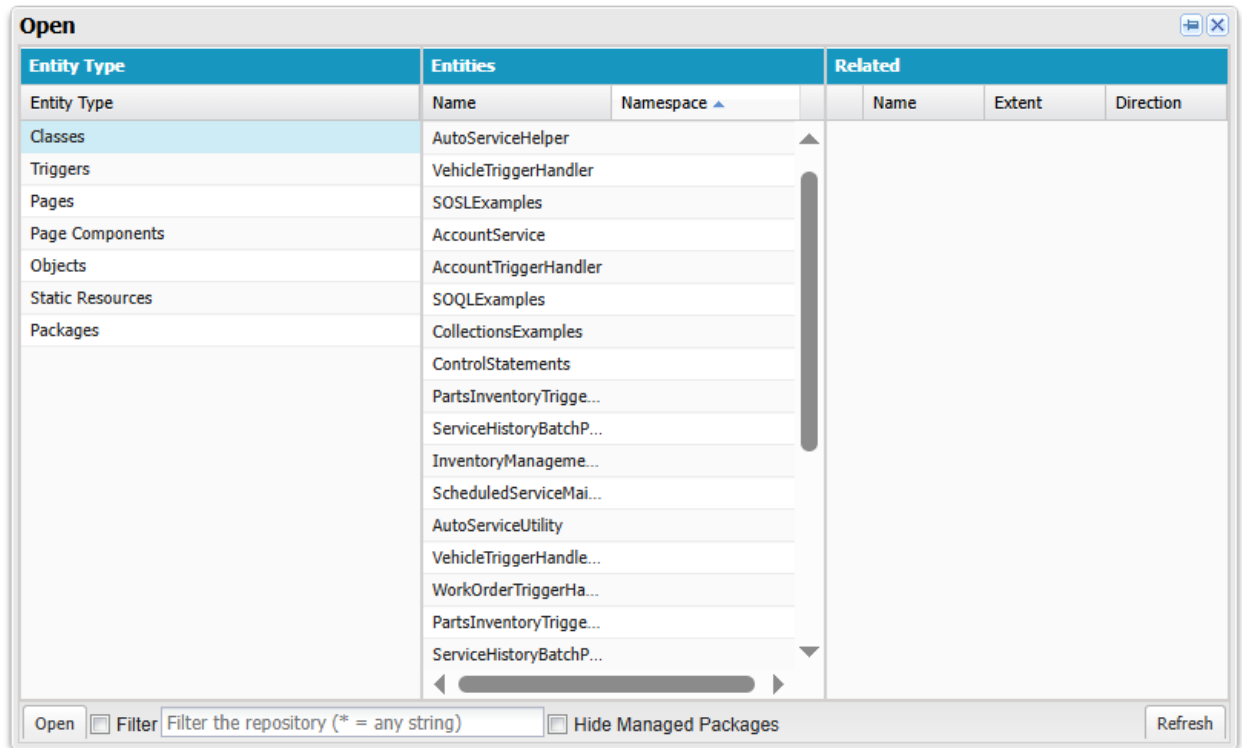 Open
Entity Type
Entities
Related
Entity Type
Name
Namespace
Name
Extent
Direction
Classes
Triggers
Pages
Page Components
Objects
Static Resources
Packages
AutoServiceHelper
VehicleTriggerHandler
SOSLExamples
AccountService
AccountTriggerHandler
SOQLExamples
CollectionsExamples
ControlStatements
PartsInventoryTrigge...
ServiceHistoryBatchP...
InventoryManageme...
ScheduledServiceMai...
AutoServiceUtility
VehicleTriggerHandle...
WorkOrderTriggerHa...
PartsInventoryTrigge...
ServiceHistoryBatchP...
Open
Filter
Filter the repository (* = any string)
Hide Managed Packages
Refresh